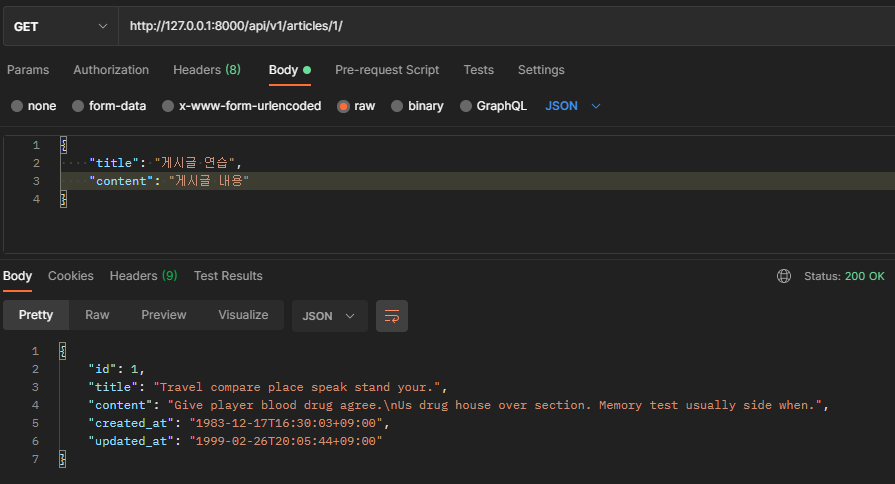 GET http://127.0.0.1:8000/api/v1/articles/1/
Params Authorization Headers (8) Body Pre-request Script Tests Settings
none form-data x-www-form-urlencoded raw binary GraphQL JSON
1 {
2 "title": "게시글 연습",
3 "content": "게시글 내용"
4 }
Body Cookies Headers (9) Test Results Status: 200 OK
Pretty Raw Preview Visualize JSON
1 {
2 "id": 1,
3 "title": "Travel compare place speak stand your.",
4 "content": "Give player blood drug agree.\nUs drug house over section. Memory test usually side when.",
5 "created_at": "1983-12-17T16:30:03+09:00",
6 "updated_at": "1999-02-26T20:05:44+09:00"
7 }